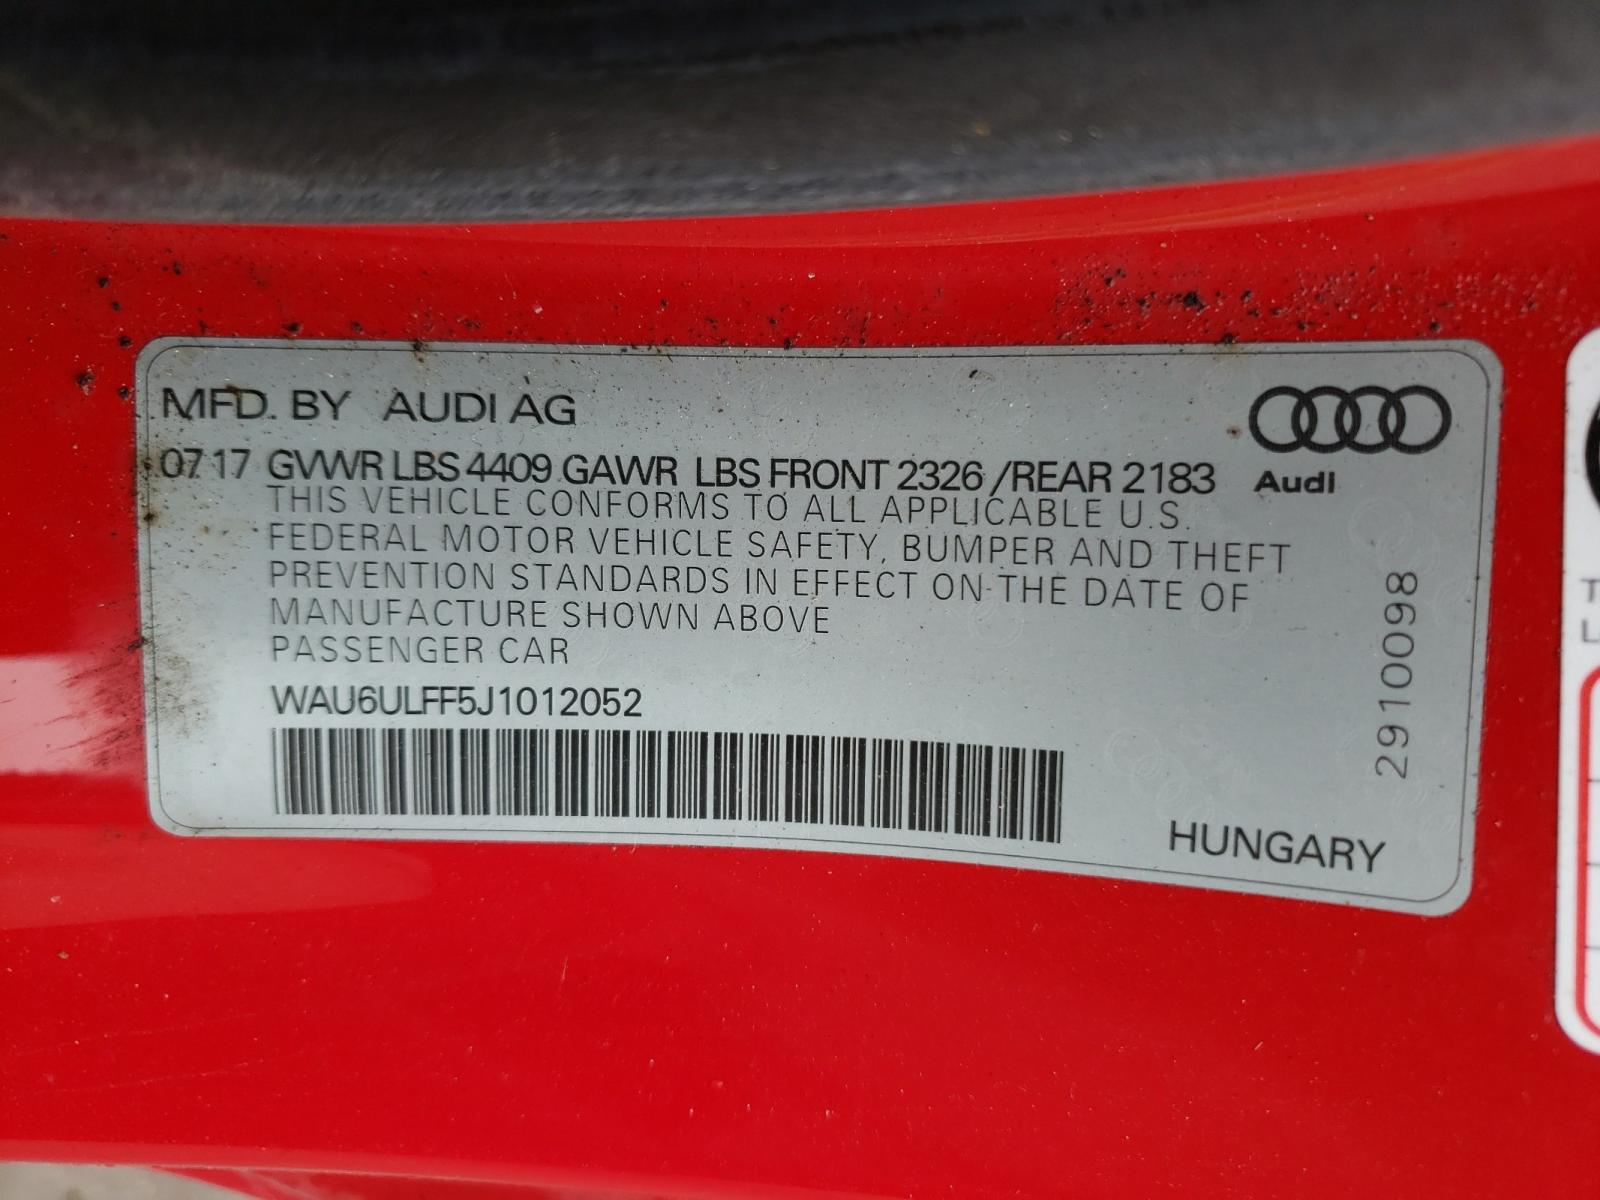 MFD. BY AUDI AG
07 17 GVWR LBS 4409 GAWR LBS FRONT 2326 /REAR 2183
Audi
THIS VEHICLE CONFORMS TO ALL APPLICABLE U.S.
FEDERAL MOTOR VEHICLE SAFETY, BUMPER AND THEFT
PREVENTION STANDARDS IN EFFECT ON THE DATE OF
MANUFACTURE SHOWN ABOVE
PASSENGER CAR
WAU6ULFF5J1012052
2910098
HUNGARY